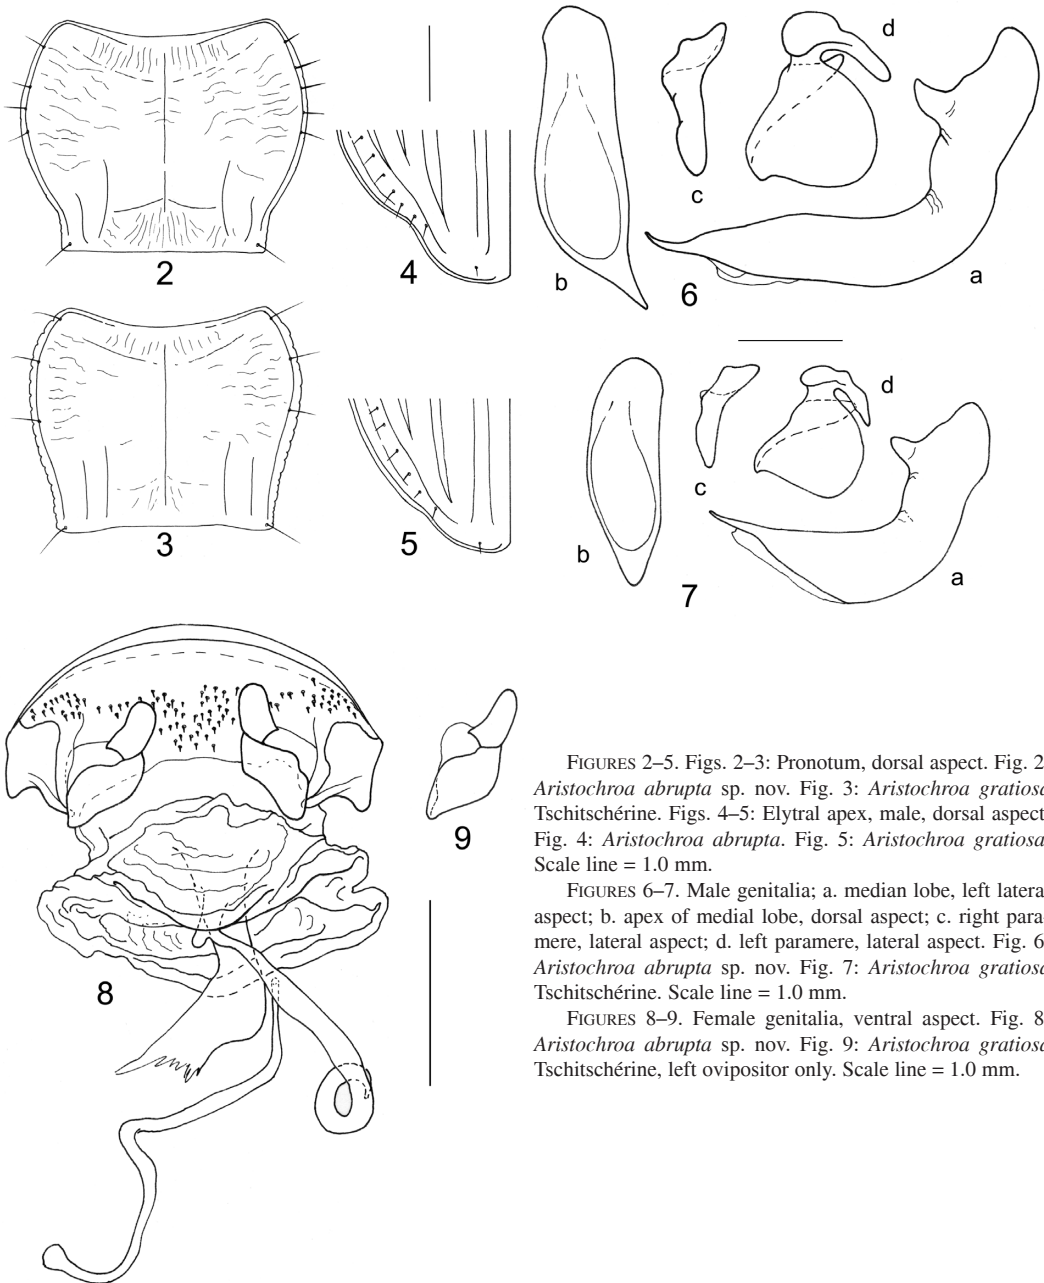 2
3
4
5
b
c
d
a
6
b
c
d
a
7
8
9
FIGURES 2–5. Figs. 2–3: Pronotum, dorsal aspect. Fig. 2
Aristochroa abrupta sp. nov. Fig. 3: Aristochroa gratiosa
Tschitschérine. Figs. 4–5: Elytral apex, male, dorsal aspect
Fig. 4: Aristochroa abrupta. Fig. 5: Aristochroa gratiosa
Scale line = 1.0 mm.
FIGURES 6–7. Male genitalia; a. median lobe, left latera
aspect; b. apex of medial lobe, dorsal aspect; c. right para-
mere, lateral aspect; d. left paramere, lateral aspect. Fig. 6
Aristochroa abrupta sp. nov. Fig. 7: Aristochroa gratiosa
Tschitschérine. Scale line = 1.0 mm.
FIGURES 8–9. Female genitalia, ventral aspect. Fig. 8
Aristochroa abrupta sp. nov. Fig. 9: Aristochroa gratiosa
Tschitschérine, left ovipositor only. Scale line = 1.0 mm.